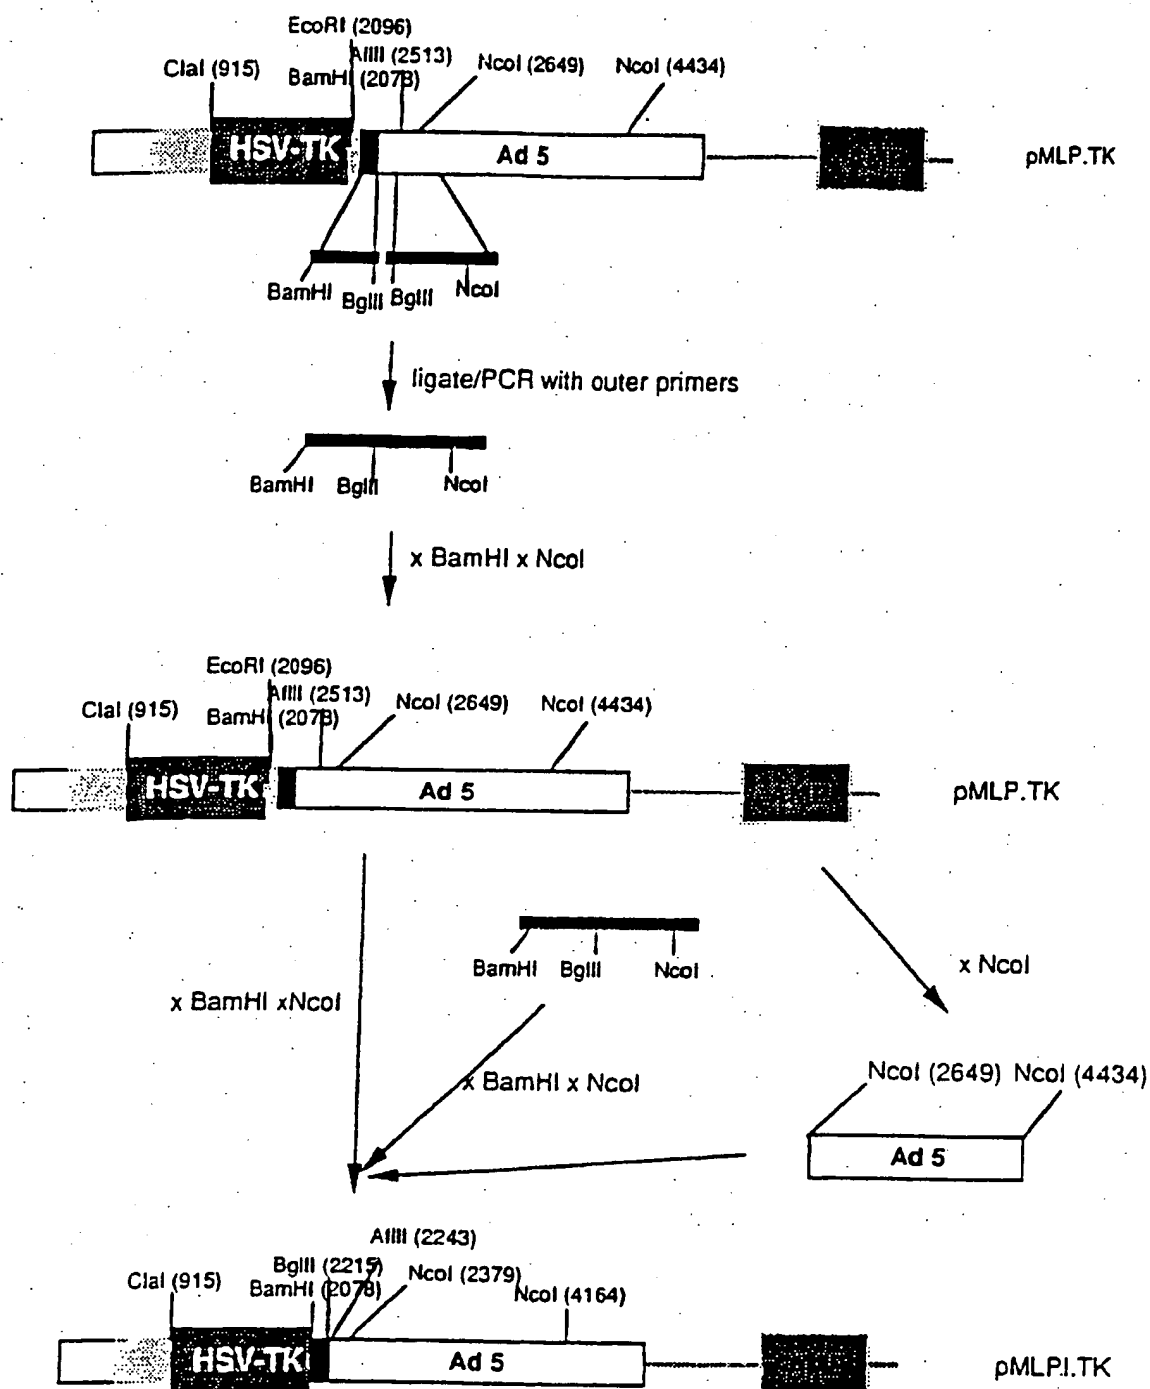 EcoRI (2096)
AflII (2513)
ClaI (915)
BamHI (2078)
NcoI (2649)
NcoI (4434)
HSV-TK
Ad 5
pMLP.TK
BamHI
BglII
BglII
NcoI
ligate/PCR with outer primers
BamHI
BglII
NcoI
x BamHI x NcoI
EcoRI (2096)
AflII (2513)
ClaI (915)
BamHI (2078)
NcoI (2649)
NcoI (4434)
HSV-TK
Ad 5
pMLP.TK
BamHI
BglII
NcoI
x NcoI
x BamHI xNcoI
x BamHI x NcoI
NcoI (2649)
NcoI (4434)
Ad 5
AflII (2243)
BglII (2215)
ClaI (915)
BamHI (2078)
NcoI (2379)
NcoI (4164)
HSV-TK
Ad 5
pMLPI.TK